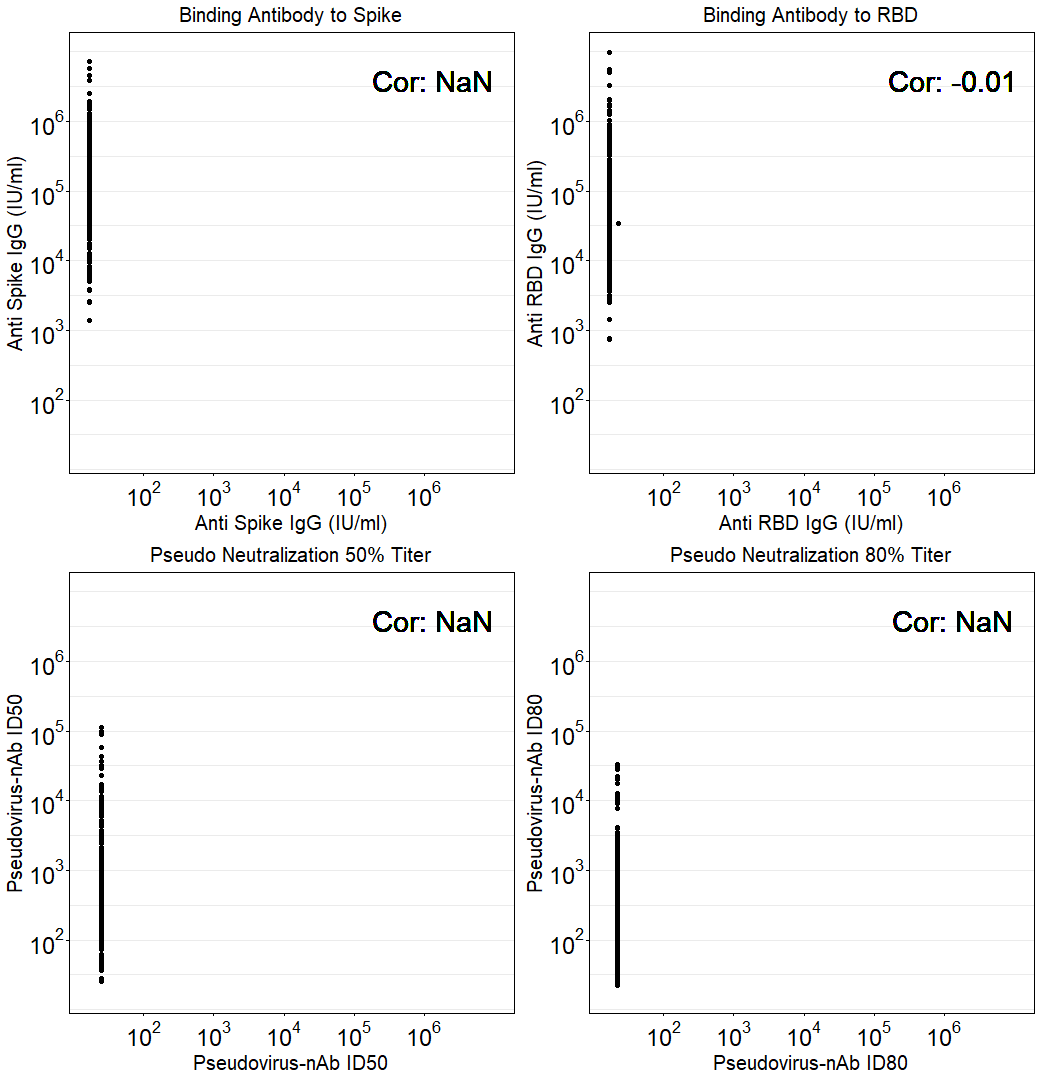 Binding Antibody to Spike
Cor: NaN
Anti Spike IgG (IU/ml)
10^6
10^5
10^4
10^3
10^2
10^2 10^3 10^4 10^5 10^6
Anti Spike IgG (IU/ml)
Binding Antibody to RBD
Cor: -0.01
Anti RBD IgG (IU/ml)
10^6
10^5
10^4
10^3
10^2
10^2 10^3 10^4 10^5 10^6
Anti RBD IgG (IU/ml)
Pseudo Neutralization 50% Titer
Cor: NaN
Pseudovirus-nAb ID50
10^6
10^5
10^4
10^3
10^2
10^2 10^3 10^4 10^5 10^6
Pseudovirus-nAb ID50
Pseudo Neutralization 80% Titer
Cor: NaN
Pseudovirus-nAb ID80
10^6
10^5
10^4
10^3
10^2
10^2 10^3 10^4 10^5 10^6
Pseudovirus-nAb ID80